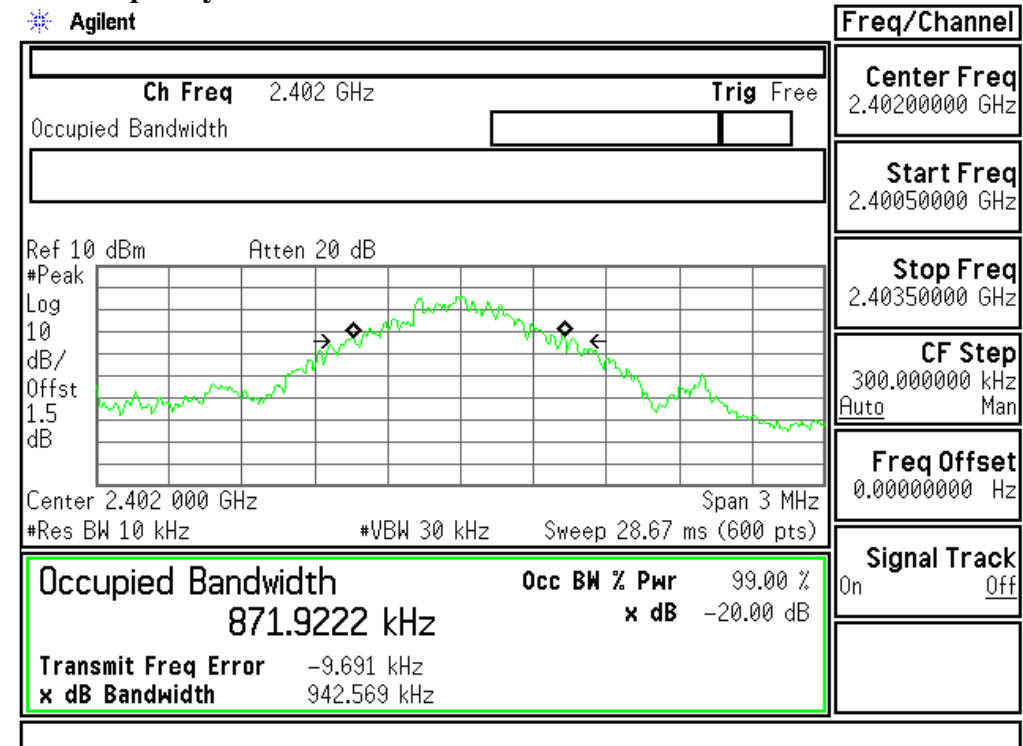 Agilent
Freq/Channel
Ch Freq 2.402 GHz Trig Free
Occupied Bandwidth
Center Freq
2.40200000 GHz
Start Freq
2.40050000 GHz
Stop Freq
2.40350000 GHz
CF Step
300.000000 kHz
Auto Man
Freq Offset
0.00000000 Hz
Signal Track
On Off
Ref 10 dBm Atten 20 dB
#Peak
Log
10
dB/
Offst
1.5
dB
Center 2.402 000 GHz Span 3 MHz
#Res BW 10 kHz #VBW 30 kHz Sweep 28.67 ms (600 pts)
Occupied Bandwidth Occ BW % Pwr 99.00 %
871.9222 kHz x dB -20.00 dB
Transmit Freq Error -9.691 kHz
x dB Bandwidth 942.569 kHz